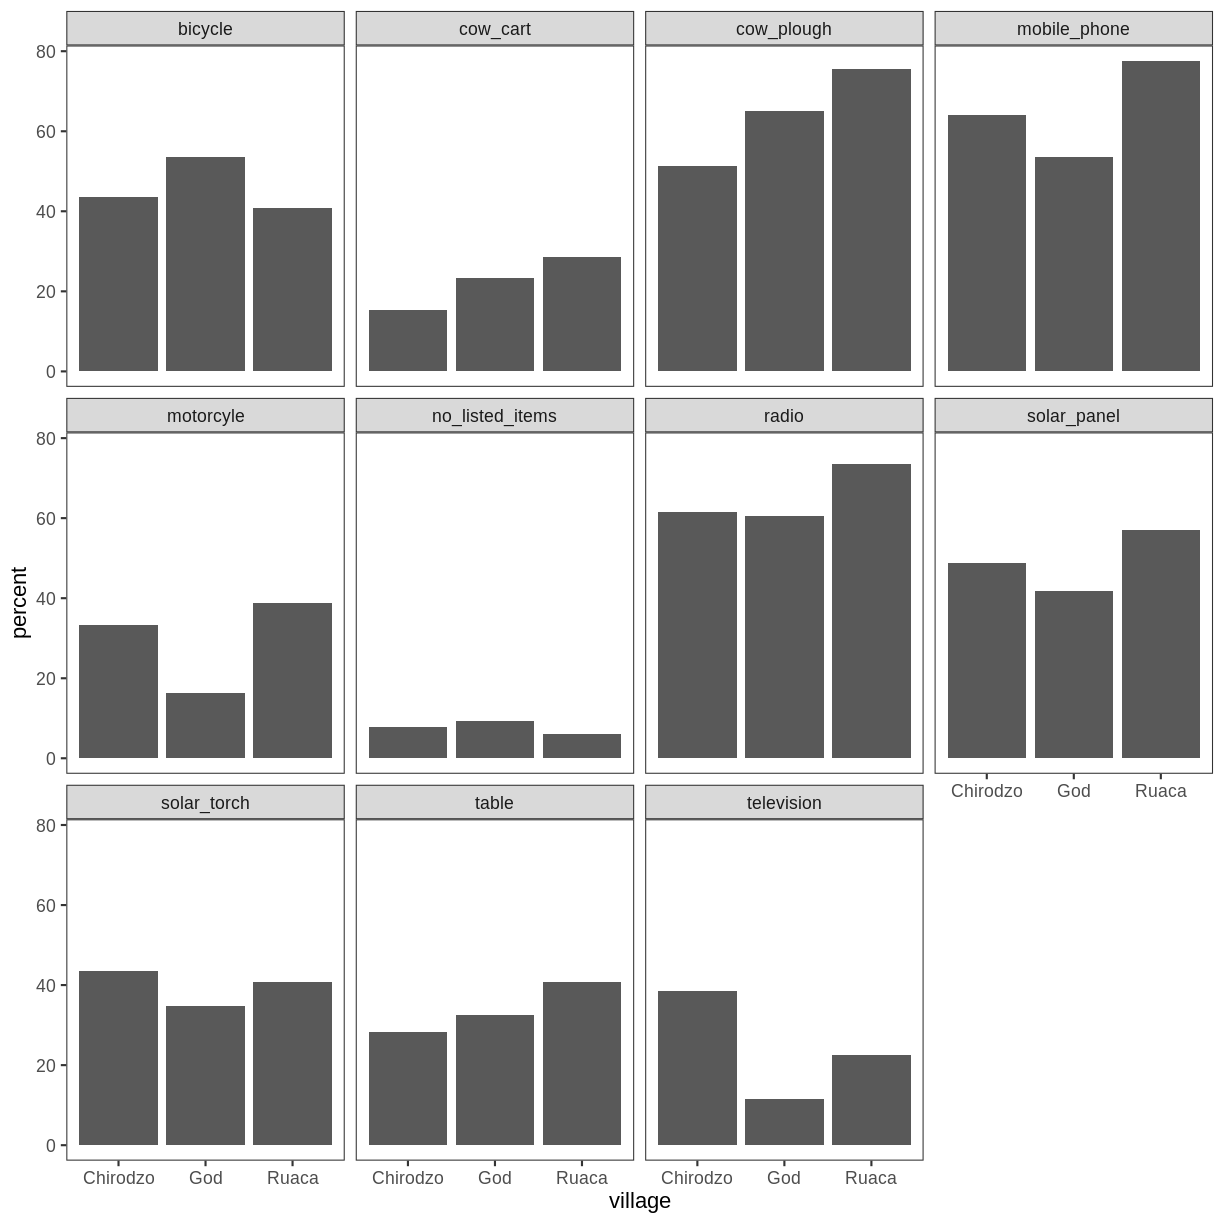 bicycle cow_cart cow_plough mobile_phone
80
60
40
20
0
motorcyle no_listed_items radio solar_panel
80
60
40
20
0
Chirodzo God Ruaca
solar_torch table television
80
60
40
20
0
Chirodzo God Ruaca Chirodzo God Ruaca Chirodzo God Ruaca
village
percent